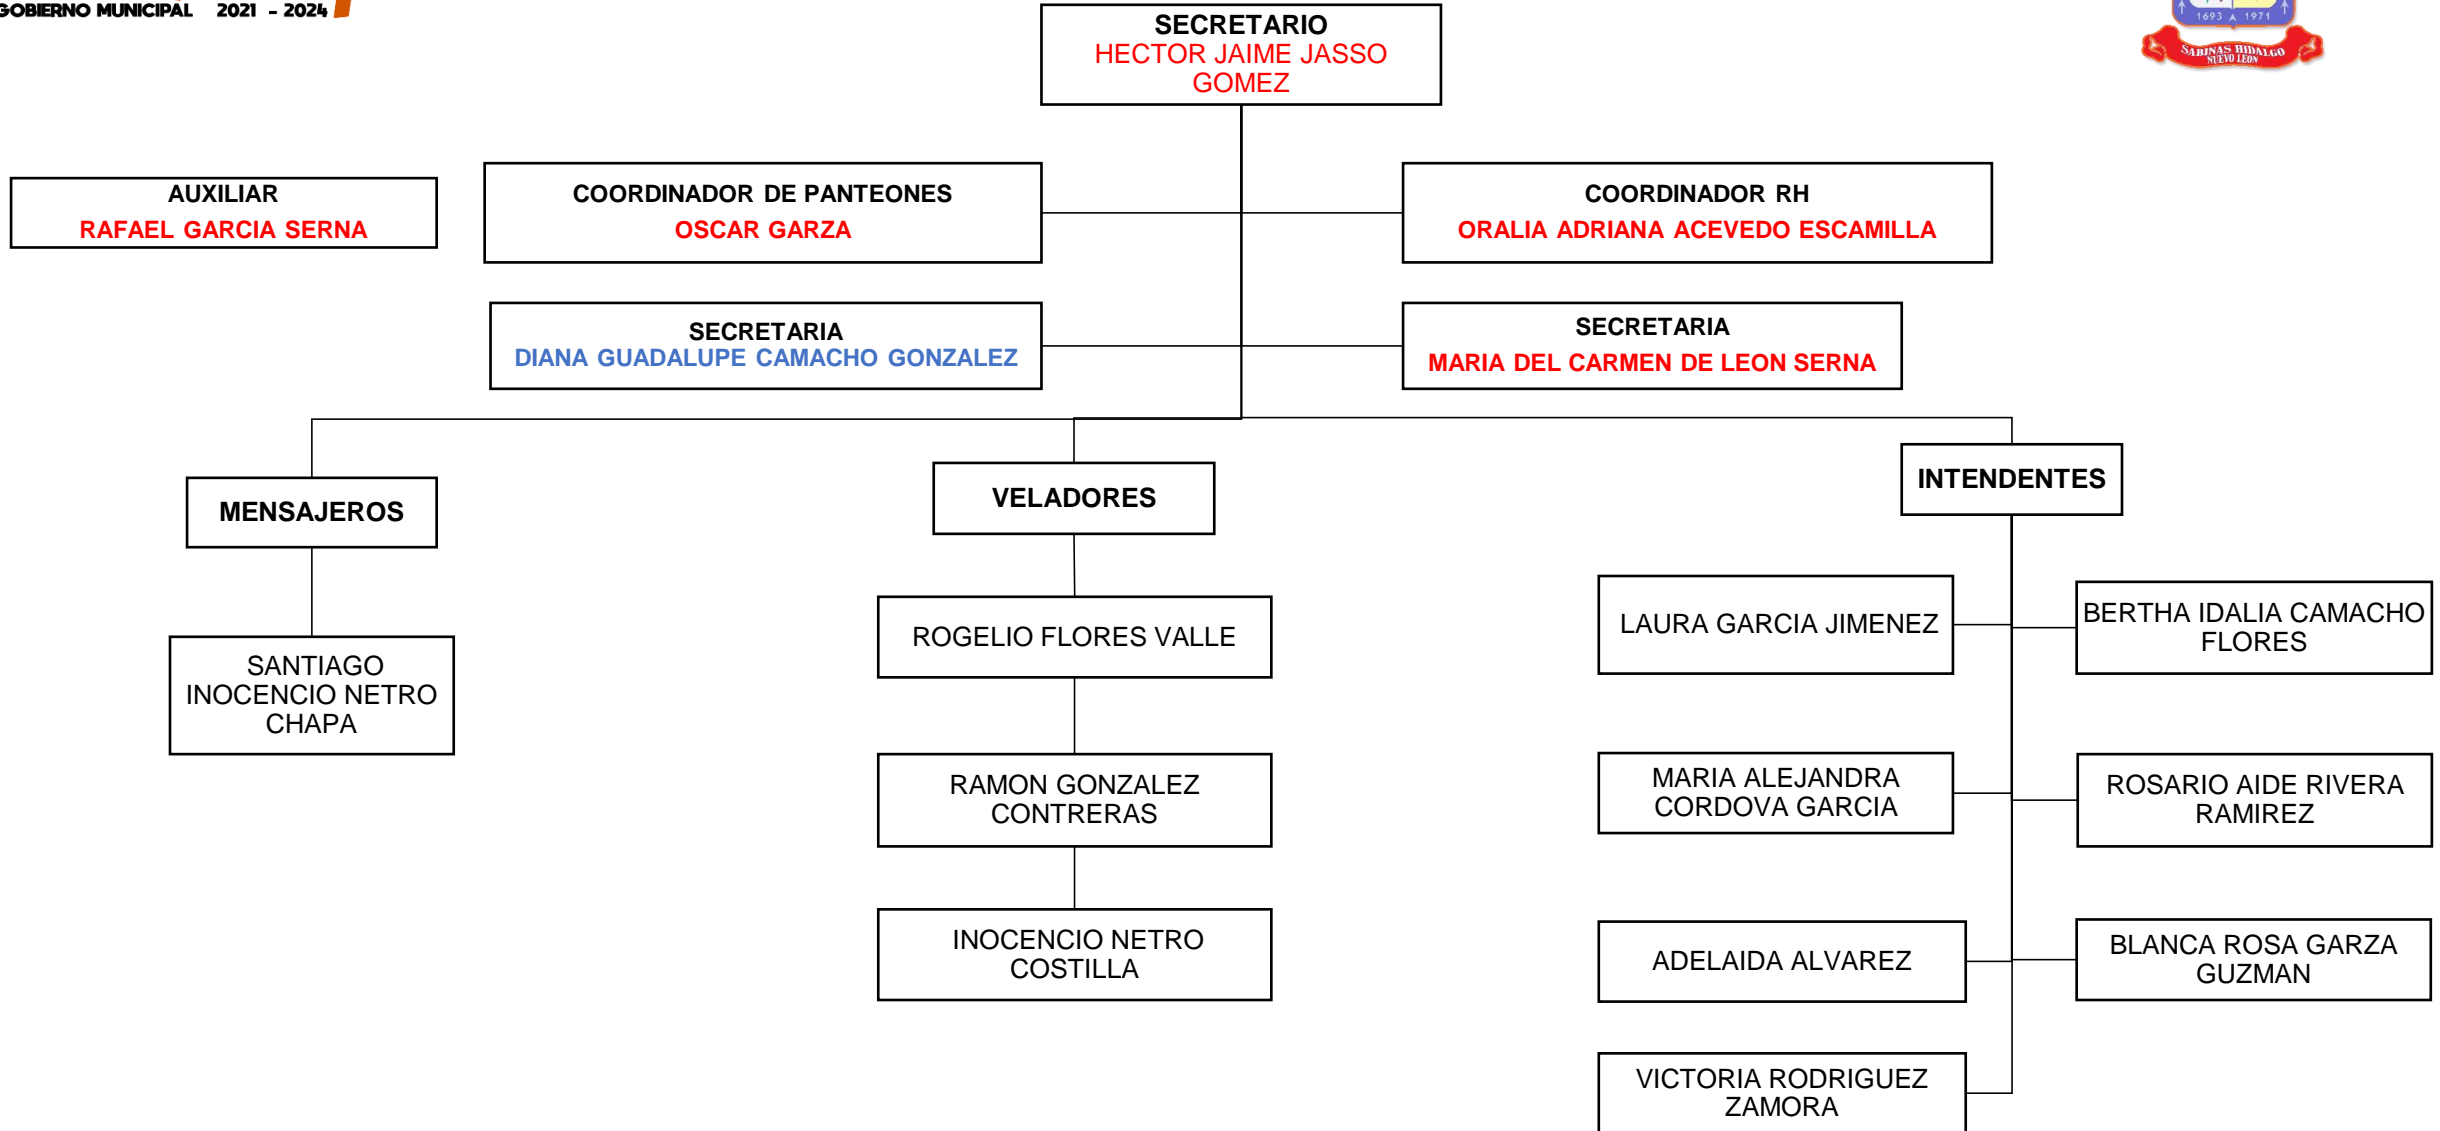 GOBIERNO MUNICIPAL 2021 - 2024
1693 1971
SABINAS HIDALGO
NUEVO LEON
SECRETARIO
HECTOR JAIME JASSO
GOMEZ
AUXILIAR
RAFAEL GARCIA SERNA
COORDINADOR DE PANTEONES
OSCAR GARZA
COORDINADOR RH
ORALIA ADRIANA ACEVEDO ESCAMILLA
SECRETARIA
DIANA GUADALUPE CAMACHO GONZALEZ
SECRETARIA
MARIA DEL CARMEN DE LEON SERNA
MENSAJEROS
SANTIAGO
INOCENCIO NETRO
CHAPA
VELADORES
ROGELIO FLORES VALLE
RAMON GONZALEZ
CONTRERAS
INOCENCIO NETRO
COSTILLA
INTENDENTES
LAURA GARCIA JIMENEZ
BERTHA IDALIA CAMACHO
FLORES
MARIA ALEJANDRA
CORDOVA GARCIA
ROSARIO AIDE RIVERA
RAMIREZ
ADELAIDA ALVAREZ
BLANCA ROSA GARZA
GUZMAN
VICTORIA RODRIGUEZ
ZAMORA